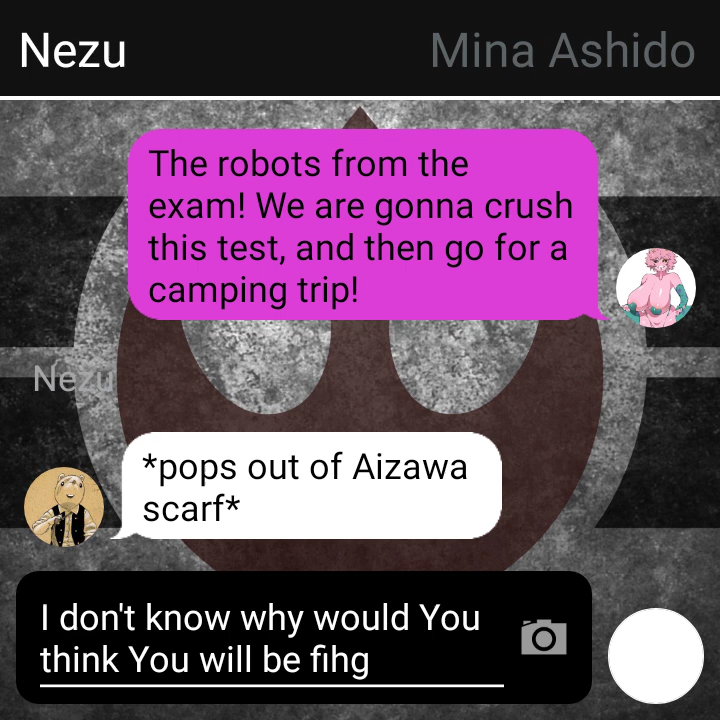 Nezu
Mina Ashido
The robots from the
exam! We are gonna crush
this test, and then go for a
camping trip!
Nezu
*pops out of Aizawa
scarf*
I don't know why would You
think You will be fihg